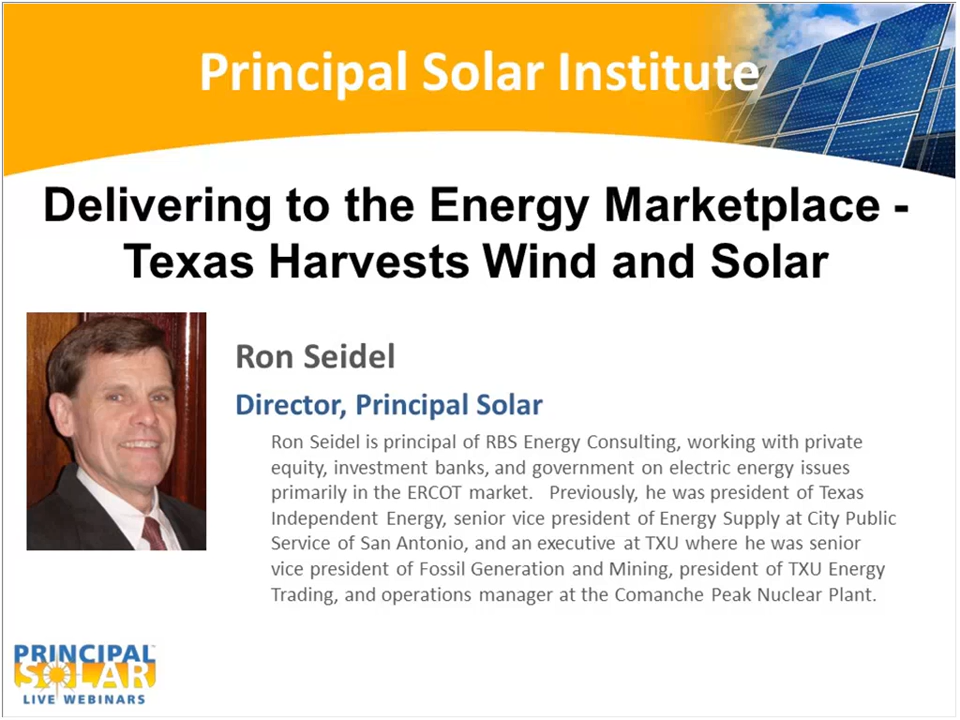 Principal Solar Institute
Delivering to the Energy Marketplace -
Texas Harvests Wind and Solar
Ron Seidel
Director, Principal Solar
Ron Seidel is principal of RBS Energy Consulting, working with private
equity, investment banks, and government on electric energy issues
primarily in the ERCOT market. Previously, he was president of Texas
Independent Energy, senior vice president of Energy Supply at City Public
Service of San Antonio, and an executive at TXU where he was senior
vice president of Fossil Generation and Mining, president of TXU Energy
Trading, and operations manager at the Comanche Peak Nuclear Plant.
PRINCIPAL
SOLAR
LIVE WEBINARS